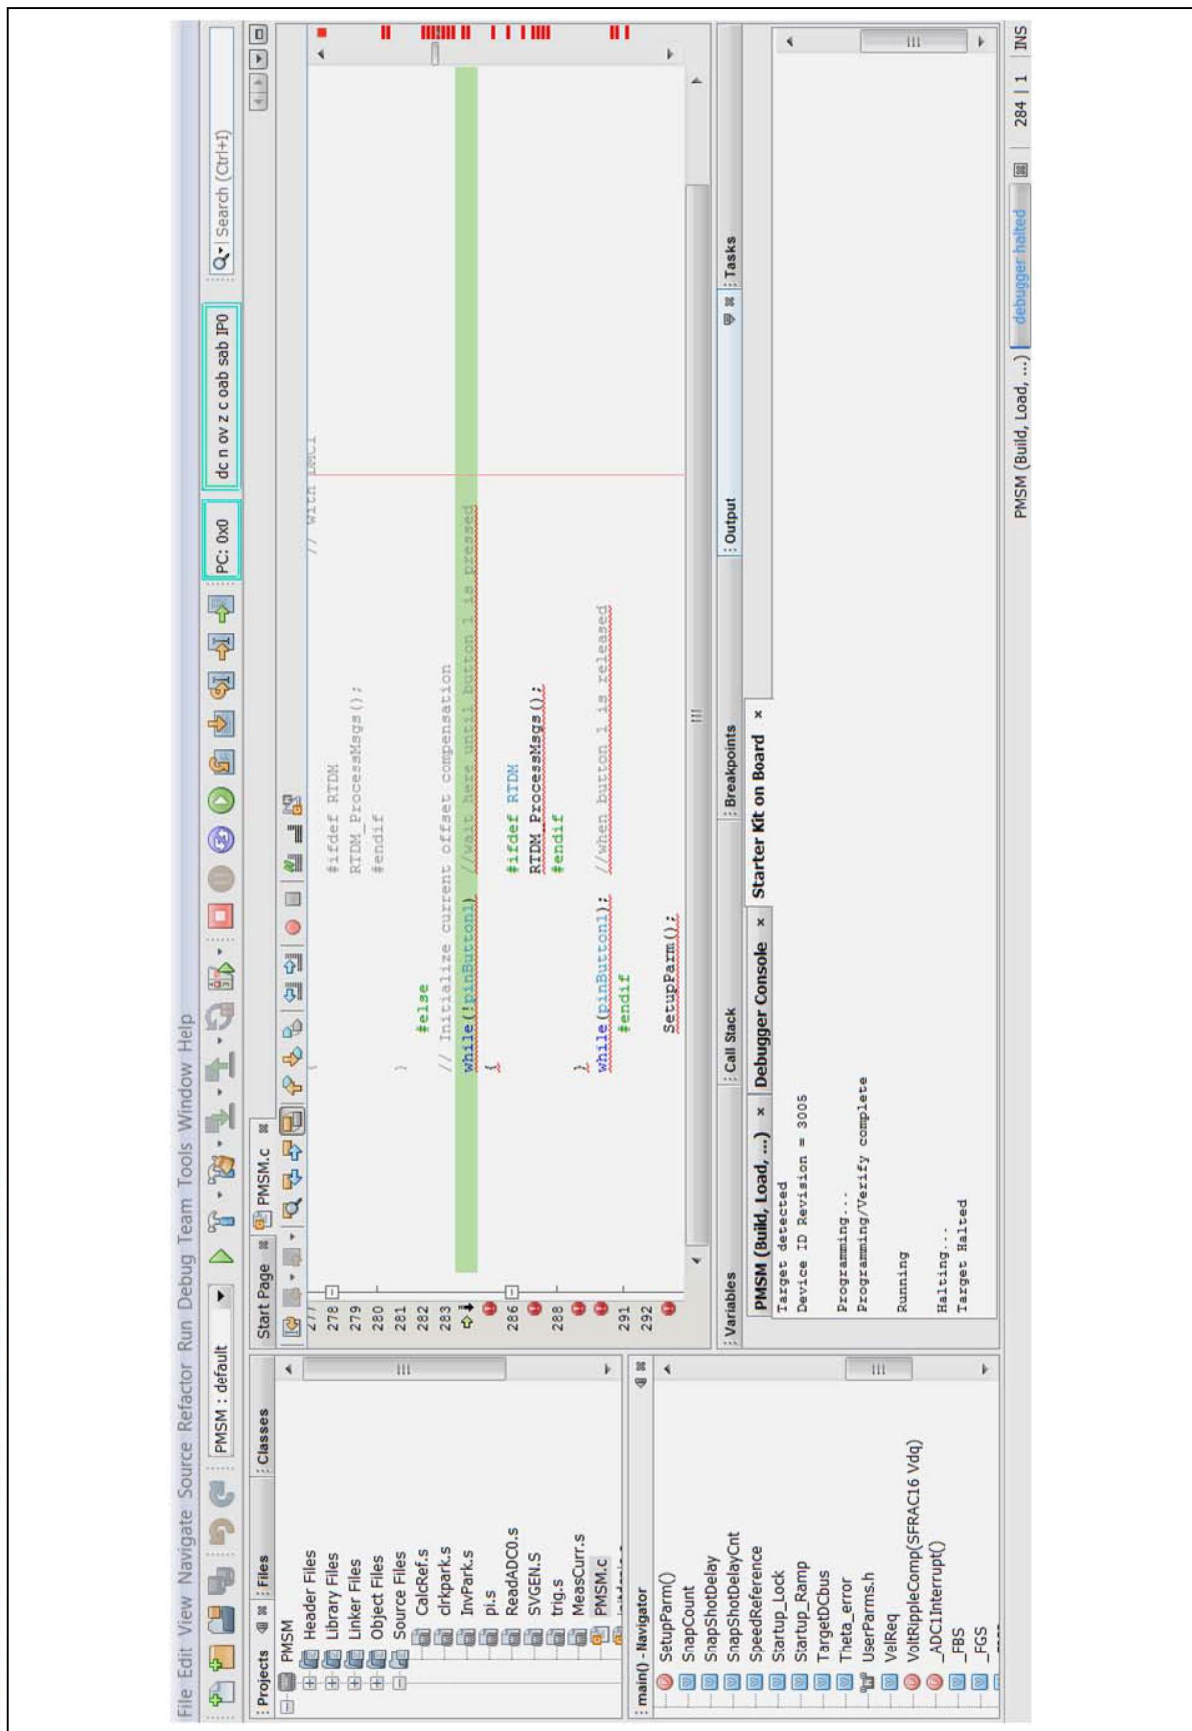 File Edit View Navigate Source Refactor Run Debug Team Tools Window Help
PMSM : default
PC: 0x0
dc n ov z c oab sab IP0
Search (Ctrl+I)
Projects
Files
Classes
PMSM
Header Files
Library Files
Linker Files
Object Files
Source Files
CalcRef.s
clrkpark.s
InvPark.s
pi.s
ReadADC0.s
SVGEN.S
trig.s
MeasCurr.s
PMSM.c
main() - Navigator
SetupParm()
SnapCount
SnapShotDelay
SnapShotDelayCnt
SpeedReference
Startup_Lock
Startup_Ramp
TargetDCbus
Theta_error
UserParms.h
VelReq
VoltRippleComp(SFRAC16 Vdq)
_ADC1Interrupt()
_FBS
_FGS
Start Page
PMSM.c
277 { // with DMCI
278 #ifdef RTDM
279 RTDM_ProcessMsgs();
280 #endif
281 }
282 #else
283 // Initialize current offset compensation
while(!pinButton1) //wait here until button 1 is pressed
{
286 #ifdef RTDM
RTDM_ProcessMsgs();
288 #endif
}
while(pinButton1); //when button 1 is released
291 #endif
292
SetupParm();
Variables
Call Stack
Breakpoints
Output
Tasks
PMSM (Build, Load, ...) ×
Debugger Console ×
Starter Kit on Board ×
Target detected
Device ID Revision = 3005
Programming...
Programming/Verify complete
Running
Halting...
Target Halted
PMSM (Build, Load, ...)
debugger halted
284 | 1
INS